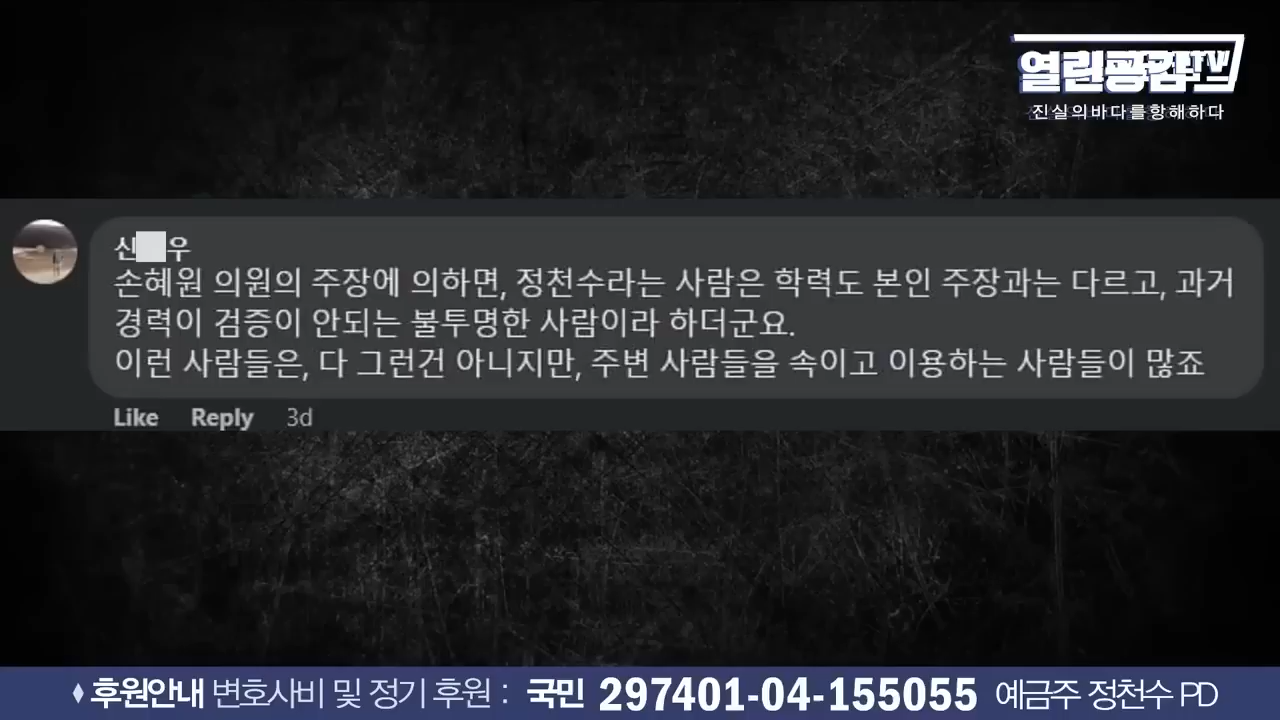 열린공감TV
진실의바다를항해하다
신 우
손혜원 의원의 주장에 의하면, 정천수라는 사람은 학력도 본인 주장과는 다르고, 과거
경력이 검증이 안되는 불투명한 사람이라 하더군요.
이런 사람들은, 다 그런건 아니지만, 주변 사람들을 속이고 이용하는 사람들이 많죠
Like Reply 3d
♦ 후원안내 변호사비 및 정기 후원 : 국민 297401-04-155055 예금주 정천수 PD